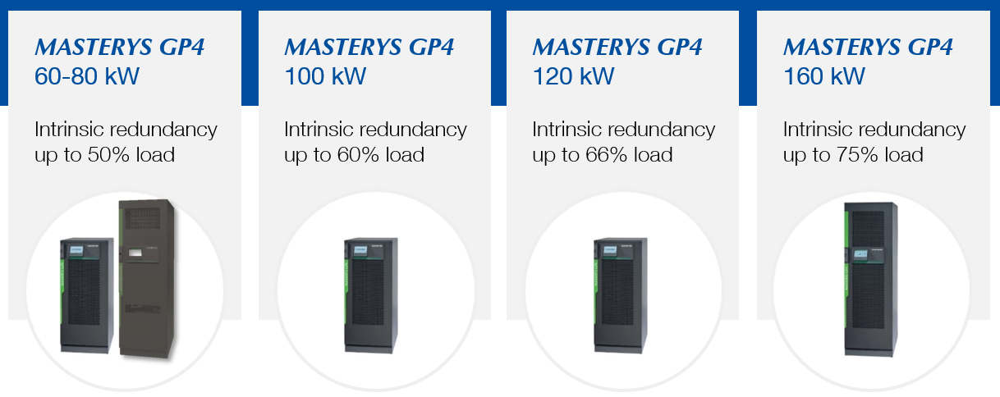 MASTERYS GP4
60-80 kW
Intrinsic redundancy
up to 50% load
MASTERYS GP4
100 kW
Intrinsic redundancy
up to 60% load
MASTERYS GP4
120 kW
Intrinsic redundancy
up to 66% load
MASTERYS GP4
160 kW
Intrinsic redundancy
up to 75% load